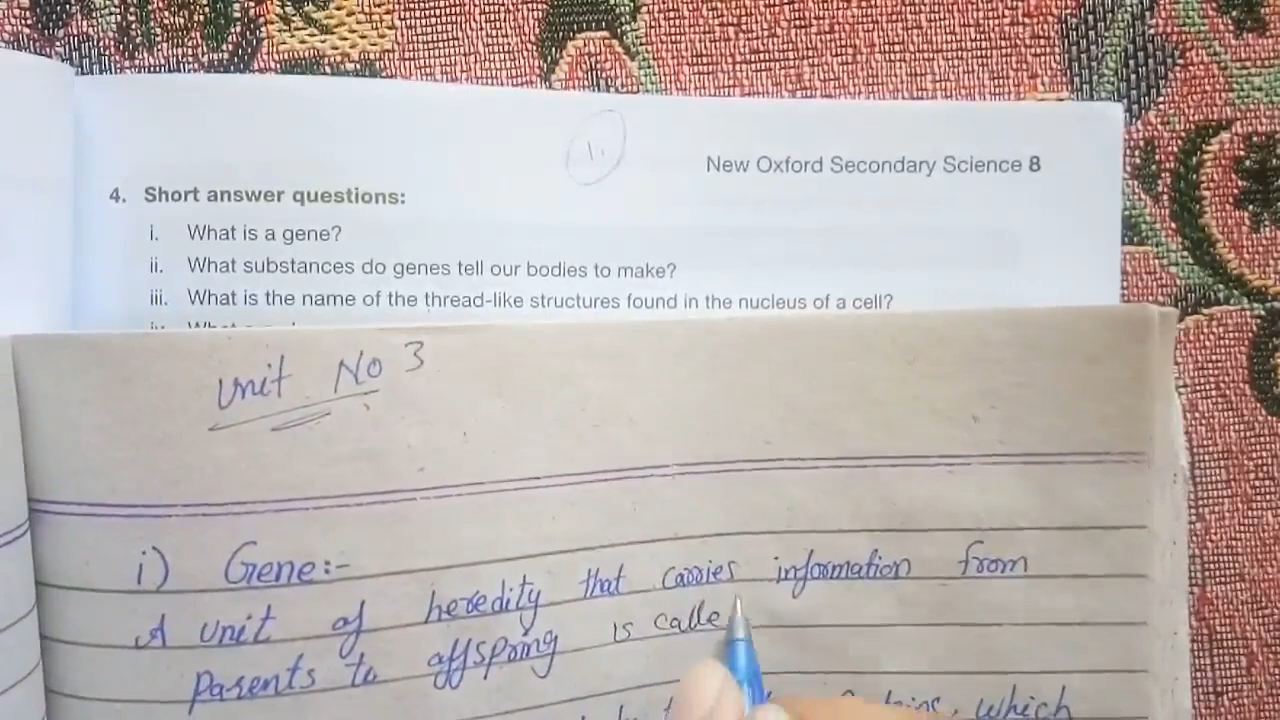 1.
New Oxford Secondary Science 8
4. Short answer questions:
i. What is a gene?
ii. What substances do genes tell our bodies to make?
iii. What is the name of the thread-like structures found in the nucleus of a cell?
Unit No 3
i) Gene:-
A unit of heredity that carries information from
Parents to offspring is calle
which